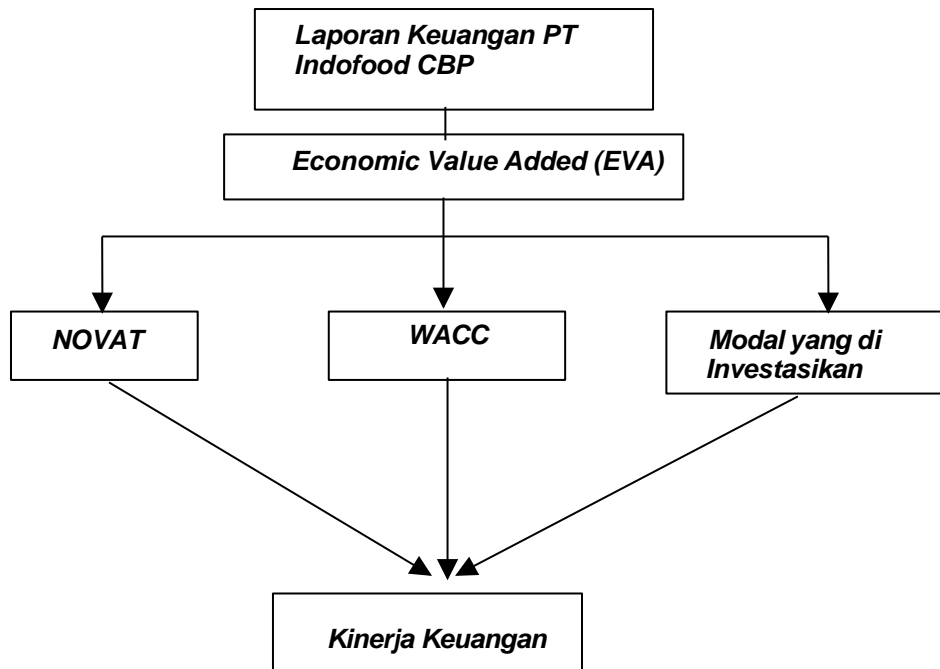 Laporan Keuangan PT
Indofood CBP
Economic Value Added (EVA)
NOVAT
WACC
Modal yang di
Investasikan
Kinerja Keuangan